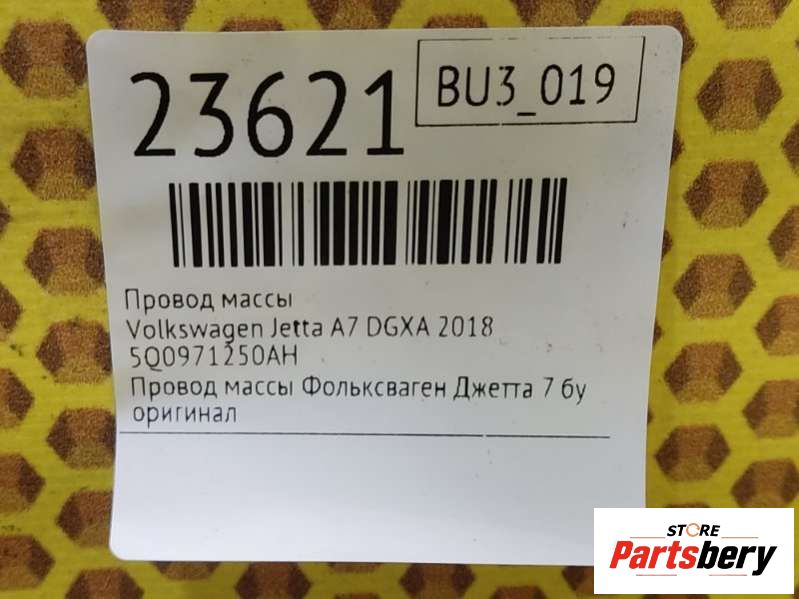 23621
BU3_019
Провод массы
Volkswagen Jetta A7 DGXA 2018
5Q0971250AH
Провод массы Фольксваген Джетта 7 бу
оригинал
STORE
Partsbery